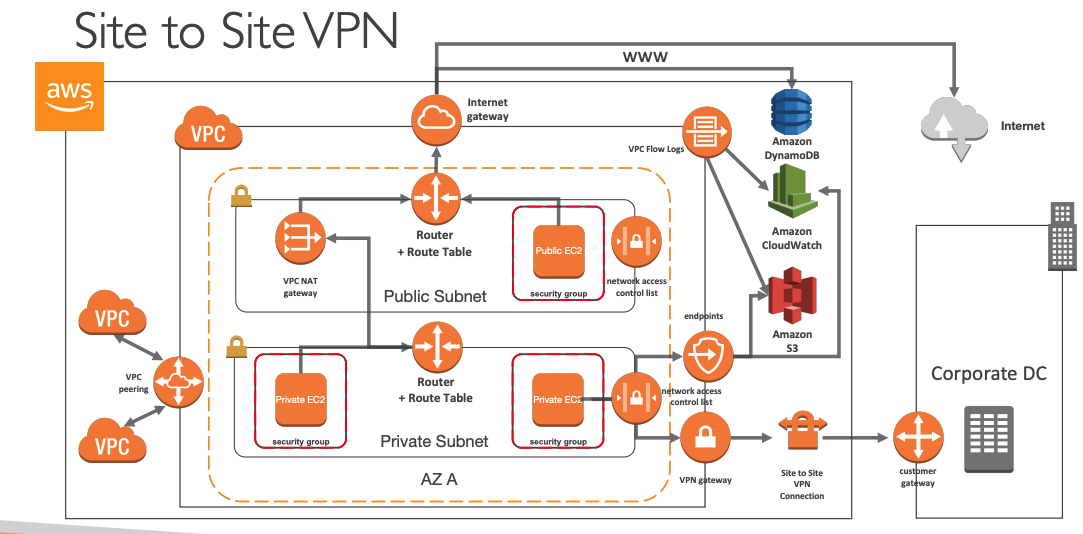 Site to Site VPN
aws
WWW
Internet
gateway
VPC
VPC Flow Logs
Amazon
DynamoDB
Internet
Router
+ Route Table
Public EC2
security group
VPC NAT
gateway
Public Subnet
network access
control list
Amazon
CloudWatch
endpoints
Amazon
S3
VPC
VPC
peering
VPC
Router
+ Route Table
Private EC2
security group
Private EC2
security group
Private Subnet
network access
control list
AZ A
VPN gateway
Site to Site
VPN
Connection
customer
gateway
Corporate DC